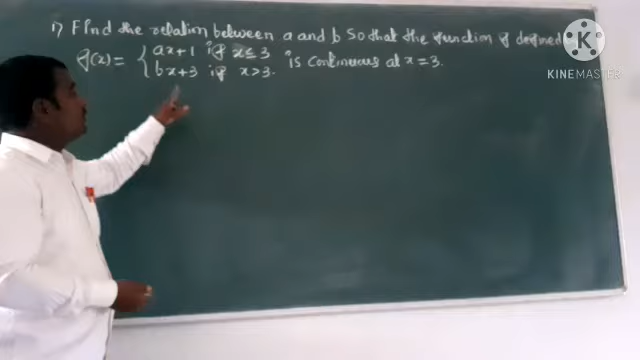 1) Find the relation between a and b so that the function f defined
f(x) = { ax+1 if x ≤ 3
bx+3 if x>3. is continuous at x = 3.
K
KINEMASTER